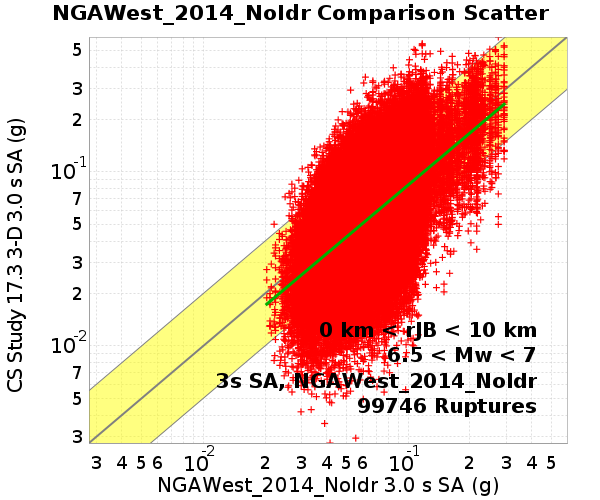 NGAWest_2014_NoIdr Comparison Scatter
CS Study 17.3 3-D 3.0 s SA (g)
5
3
2
10-1
7
5
3
2
10-2
7
5
3
0 km < rJB < 10 km
6.5 < Mw < 7
3s SA, NGAWest_2014_NoIdr
99746 Ruptures
3 4 5 6 10-2 2 3 4 5 6 10-1 2 3 4 5
NGAWest_2014_NoIdr 3.0 s SA (g)